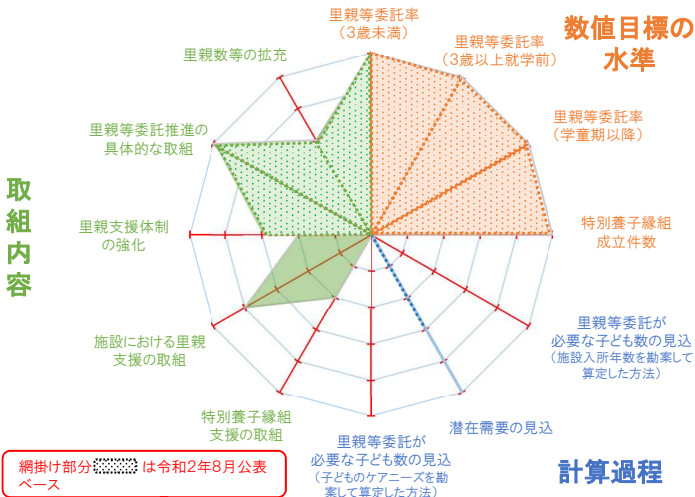 里親等委託率
（3歳未満）
里親等委託率
（3歳以上就学前）
数値目標の
水準
里親等委託率
（学童期以降）
特別養子縁組
成立件数
里親等委託が
必要な子ども数の見込
（施設入所年数を勘案して
算定した方法）
潜在需要の見込
計算過程
里親等委託が
必要な子ども数の見込
（子どものケアニーズを勘
案して算定した方法）
特別養子縁組
支援の取組
施設における里親
支援の取組
里親支援体制
の強化
里親等委託推進の
具体的な取組
里親数等の拡充
取組内容
網掛け部分 は令和2年8月公表
ベース